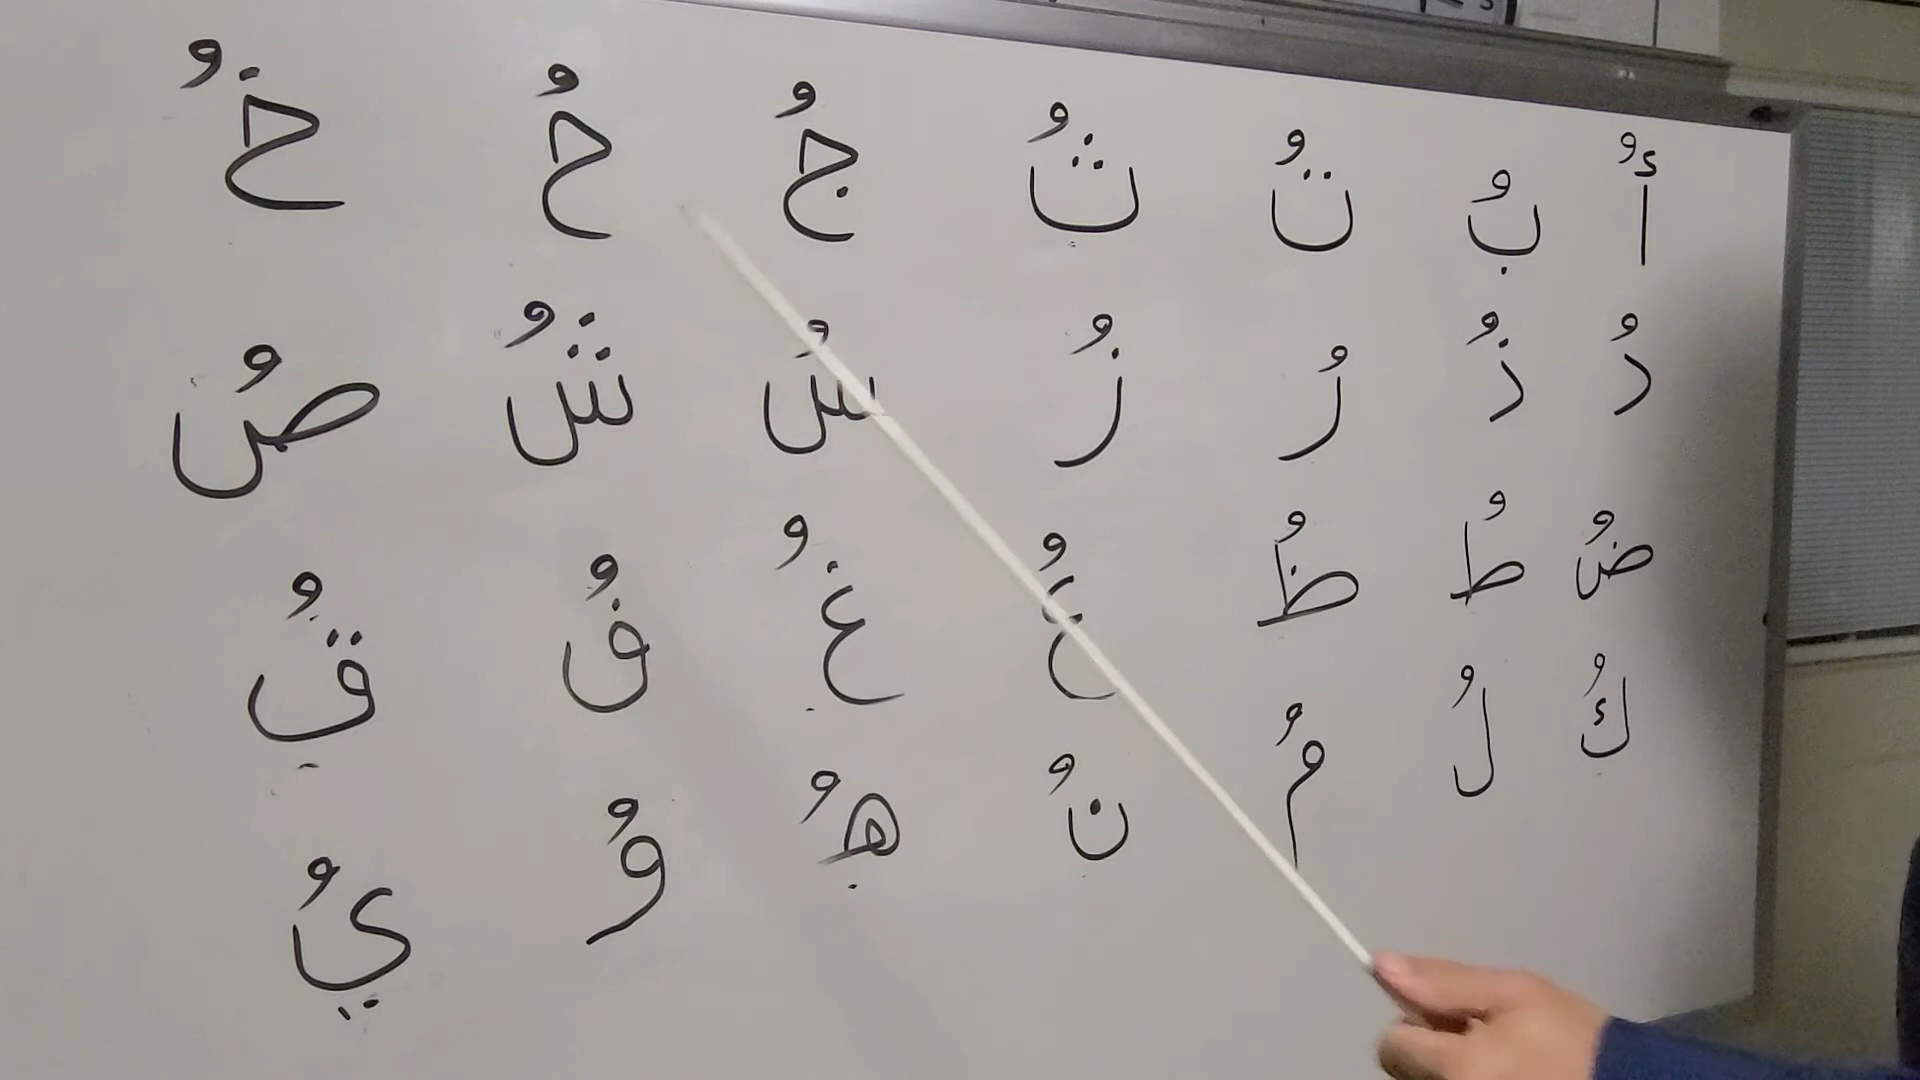 أُ بُ تُ ثُ جُ حُ خُ
دُ ذُ رُ زُ سُ شُ صُ
ضُ طُ ظُ عُ غُ فُ قُ
كُ لُ مُ نُ هُ وُ يُ